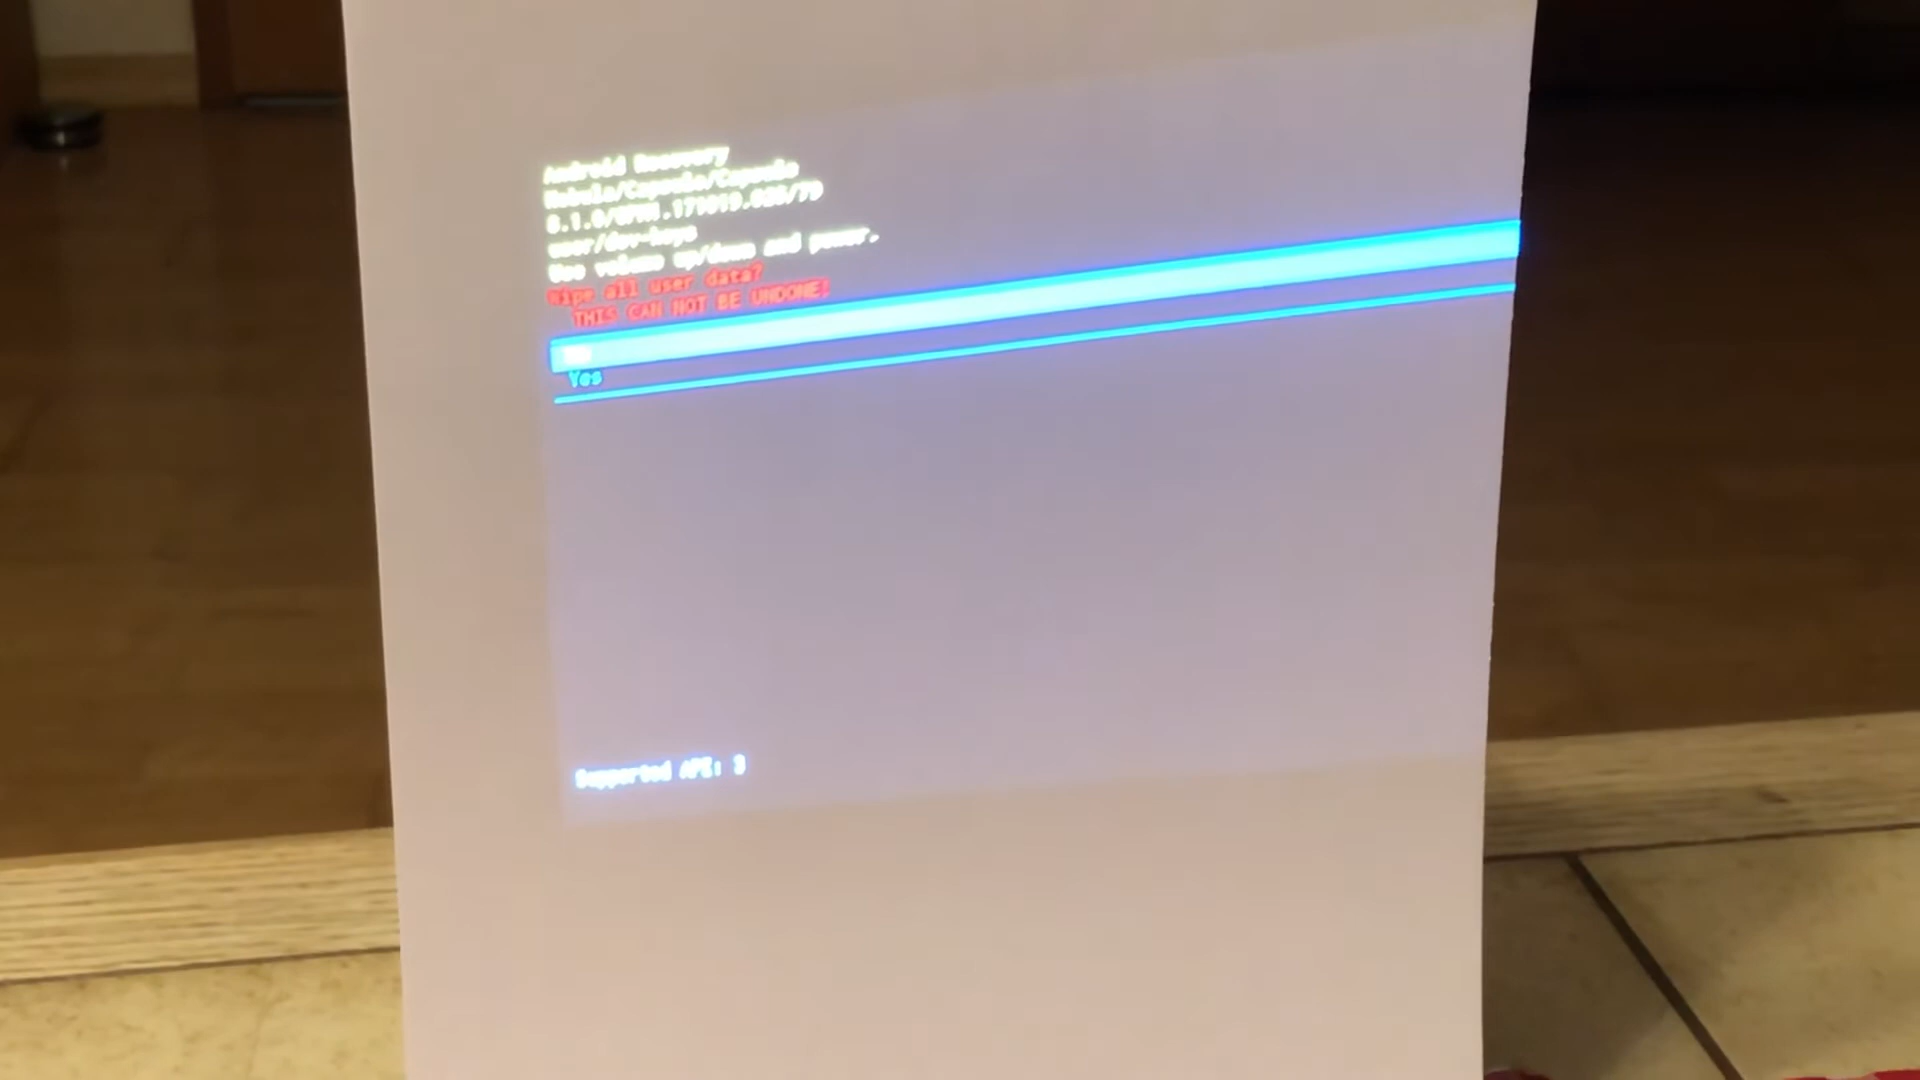 Android Recovery
Nebula/Capsule/Capsule
8.1.0/OPM1.171019.026/79
user/dev-keys
Use volume up/down and power.
Wipe all user data?
THIS CAN NOT BE UNDONE!
No
Yes
Supported API: 3